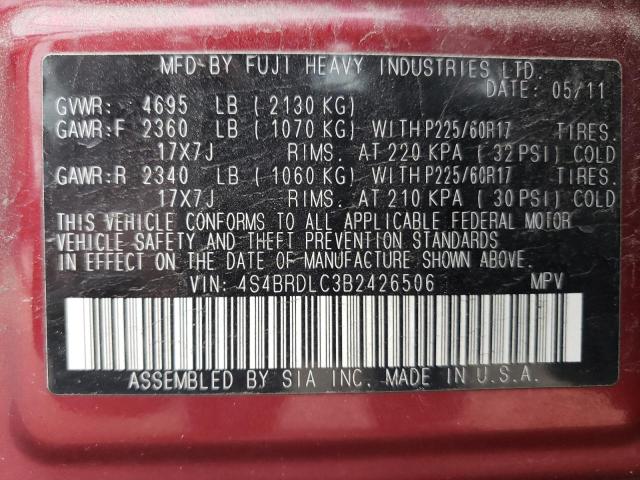 MFD BY FUJI HEAVY INDUSTRIES LTD.
DATE: 05/11
GVWR: 4695 LB (2130 KG)
GAWR:F 2360 LB (1070 KG) WITH P225/60R17 TIRES.
17X7J RIMS. AT 220 KPA (32 PSI) COLD
GAWR:R 2340 LB (1060 KG) WITH P225/60R17 TIRES.
17X7J RIMS. AT 210 KPA (30 PSI) COLD
THIS VEHICLE CONFORMS TO ALL APPLICABLE FEDERAL MOTOR
VEHICLE SAFETY AND THEFT PREVENTION STANDARDS
IN EFFECT ON THE DATE OF MANUFACTURE SHOWN ABOVE.
VIN: 4S4BRDLC3B2426506 MPV
ASSEMBLED BY SIA INC. MADE IN U.S.A.